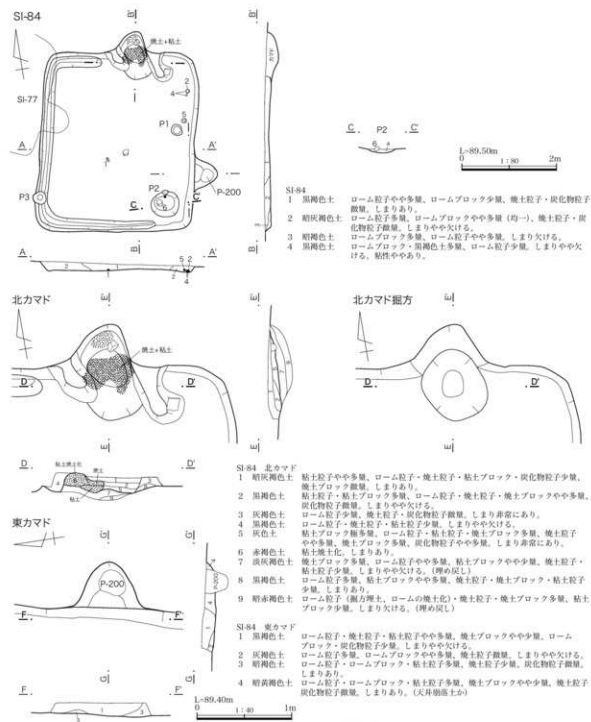 SI-84
B'
焼土+粘土
カマド
SI-77
2
4
5
P1
A
A'
1
P-200
P3
P2
6
C
C'
B
C P2 C'
6 4
L=89.50m
0 1:80 2m
SI-84
1 黒褐色土 ローム粒子やや多量、ロームブロック少量、焼土粒子・炭化物粒子
微量。しまりあり。
2 暗灰褐色土 ローム粒子多量、ロームブロックやや多量(均一)、焼土粒子・炭
化物粒子微量。しまりやや欠ける。
3 暗褐色土 ロームブロック多量、ローム粒子やや多量。しまり欠ける。
4 黒褐色土 ロームブロック・黒褐色土多量、ローム粒子少量。しまりやや欠
ける。粘性ややあり。
A B A'
2 1 2
5 2
4
北カマド
北カマド掘方
E'
焼土+粘土
D D'
E
D D'
粘土焼土化
焼土
粘土
SI-84 北カマド
1 暗灰褐色土 粘土粒子やや多量、ローム粒子・焼土粒子・粘土ブロック・炭化物粒子少量、
焼土ブロック微量。しまりあり。
2 黒褐色土 粘土粒子・粘土ブロック多量、ローム粒子・焼土粒子・焼土ブロックやや多量、
炭化物粒子微量。しまりやや欠ける。
3 灰褐色土 ローム粒子少量、焼土粒子・炭化物粒子微量。しまり非常にあり。
4 黒褐色土 ローム粒子・焼土粒子・粘土粒子少量。しまりやや欠ける。
5 灰色土 粘土ブロック極多量、ローム粒子・粘土粒子・焼土ブロック多量、焼土粒子
やや多量、焼土ブロック多量、炭化物粒子やや多量。しまり非常にあり。
6 赤褐色土 粘土焼土化。しまりあり。
7 淡灰褐色土 焼土ブロック多量、ローム粒子やや多量、粘土ブロックやや少量、焼土粒子・
粘土粒子少量。しまりやや欠ける。(埋め戻し)
8 黒褐色土 ローム粒子多量、粘土ブロックやや多量、焼土粒子・焼土ブロック・粘土粒子
少量。しまりあり。
9 暗赤褐色土 ローム粒子(掘方埋土、ロームの焼土化)・焼土粒子・焼土ブロック多量、粘土
ブロック少量。しまり欠ける。(埋め戻し)
東カマド
G'
P-200
F F'
G
SI-84 東カマド
1 黒褐色土 ローム粒子・焼土粒子・粘土粒子やや多量、焼土ブロックやや少量、ローム
ブロック・炭化物粒子少量。しまりやや欠ける。
2 灰褐色土 ローム粒子多量、ロームブロックやや多量、焼土粒子微量。しまりやや欠ける。
3 暗褐色土 ローム粒子・ロームブロック・粘土粒子多量、焼土粒子少量、炭化物粒子微量。
しまりあり。
4 暗黄褐色土 ローム粒子・ロームブロック・粘土粒子多量、焼土ブロックやや少量、焼土粒子・
炭化物粒子微量。しまりあり。(天井崩落土か)
F F'
1 3
3
L=89.40m
0 1:40 1m